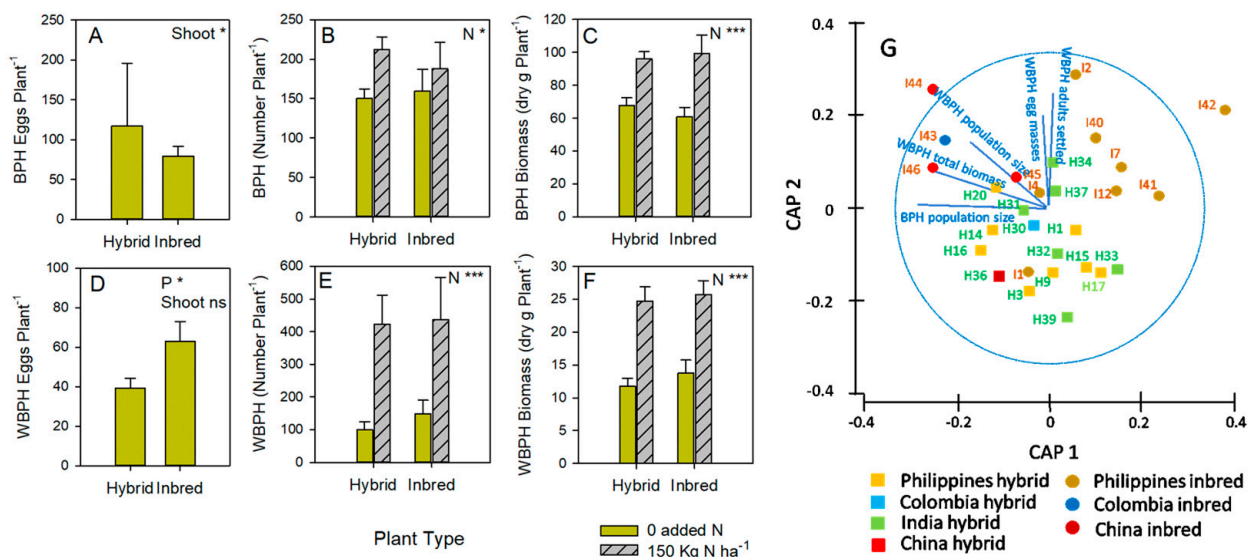 A
Shoot *
BPH Eggs Plant⁻¹
250
200
150
100
50
0
Hybrid Inbred
B
N *
BPH (Number Plant⁻¹)
250
200
150
100
50
0
Hybrid Inbred
C
N ***
BPH Biomass (dry g Plant⁻¹)
120
100
80
60
40
20
0
Hybrid Inbred
D
P *
Shoot ns
WBPH Eggs Plant⁻¹
100
80
60
40
20
0
Hybrid Inbred
E
N ***
WBPH (Number Plant⁻¹)
600
500
400
300
200
100
0
Hybrid Inbred
F
N ***
WBPH Biomass (dry g Plant⁻¹)
30
25
20
15
10
5
0
Hybrid Inbred
Plant Type
0 added N
150 Kg N ha⁻¹
G
CAP 2
0.4
0.2
0
-0.2
-0.4
I44
I2
I42
WBPH adults settled
WBPH egg masses
WBPH population size
I40
I43
WBPH total biomass
I7
H34
I46
I45
I4
H20
H37
I12
I41
H31
BPH population size
H14
H30
H1
H16
H32
H15
H33
H36
I1
H9
H17
H3
H39
-0.4
-0.2
0
0.2
0.4
CAP 1
Philippines hybrid
Colombia hybrid
India hybrid
China hybrid
Philippines inbred
Colombia inbred
China inbred